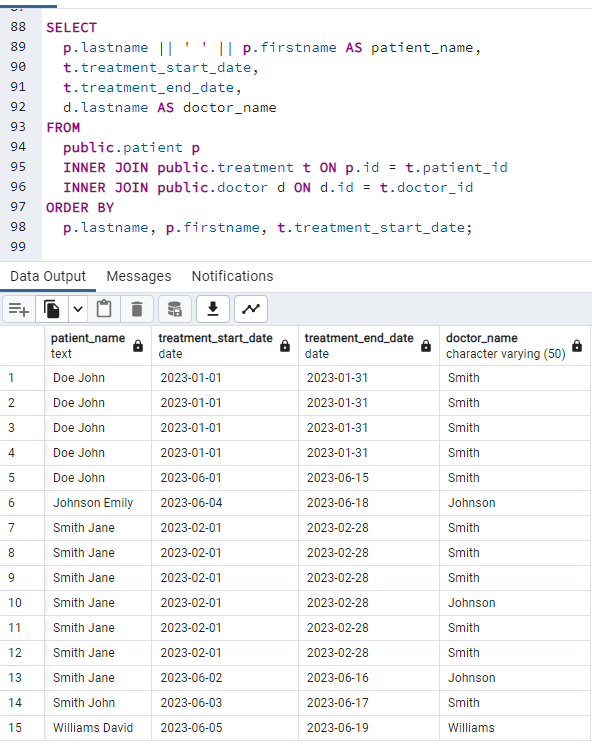 88 SELECT
89 p.lastname || ' ' || p.firstname AS patient_name,
90 t.treatment_start_date,
91 t.treatment_end_date,
92 d.lastname AS doctor_name
93 FROM
94 public.patient p
95 INNER JOIN public.treatment t ON p.id = t.patient_id
96 INNER JOIN public.doctor d ON d.id = t.doctor_id
97 ORDER BY
98 p.lastname, p.firstname, t.treatment_start_date;
99
Data Output Messages Notifications
patient_name treatment_start_date treatment_end_date doctor_name
text date date character varying (50)
1 Doe John 2023-01-01 2023-01-31 Smith
2 Doe John 2023-01-01 2023-01-31 Smith
3 Doe John 2023-01-01 2023-01-31 Smith
4 Doe John 2023-01-01 2023-01-31 Smith
5 Doe John 2023-06-01 2023-06-15 Smith
6 Johnson Emily 2023-06-04 2023-06-18 Johnson
7 Smith Jane 2023-02-01 2023-02-28 Smith
8 Smith Jane 2023-02-01 2023-02-28 Smith
9 Smith Jane 2023-02-01 2023-02-28 Smith
10 Smith Jane 2023-02-01 2023-02-28 Johnson
11 Smith Jane 2023-02-01 2023-02-28 Smith
12 Smith Jane 2023-02-01 2023-02-28 Smith
13 Smith Jane 2023-06-02 2023-06-16 Johnson
14 Smith John 2023-06-03 2023-06-17 Smith
15 Williams David 2023-06-05 2023-06-19 Williams